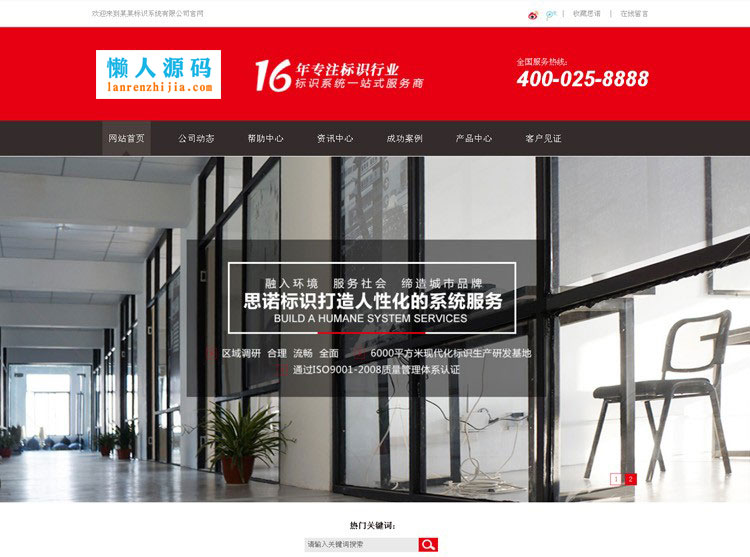 欢迎来到某某标识系统有限公司官网
| 收藏思诺 | 在线留言
懒人源码
lanrenzhijia.com
16年专注标识行业
标识系统一站式服务商
全国服务热线:
400-025-8888
网站首页 公司动态 帮助中心 资讯中心 成功案例 产品中心 客户见证
融入环境 服务社会 缔造城市品牌
思诺标识打造人性化的系统服务
BUILD A HUMANE SYSTEM SERVICES
区域调研 合理 流畅 全面 6000平方米现代化标识生产研发基地
通过ISO9001-2008质量管理体系认证
1 2
热门关键词：
请输入关键词搜索